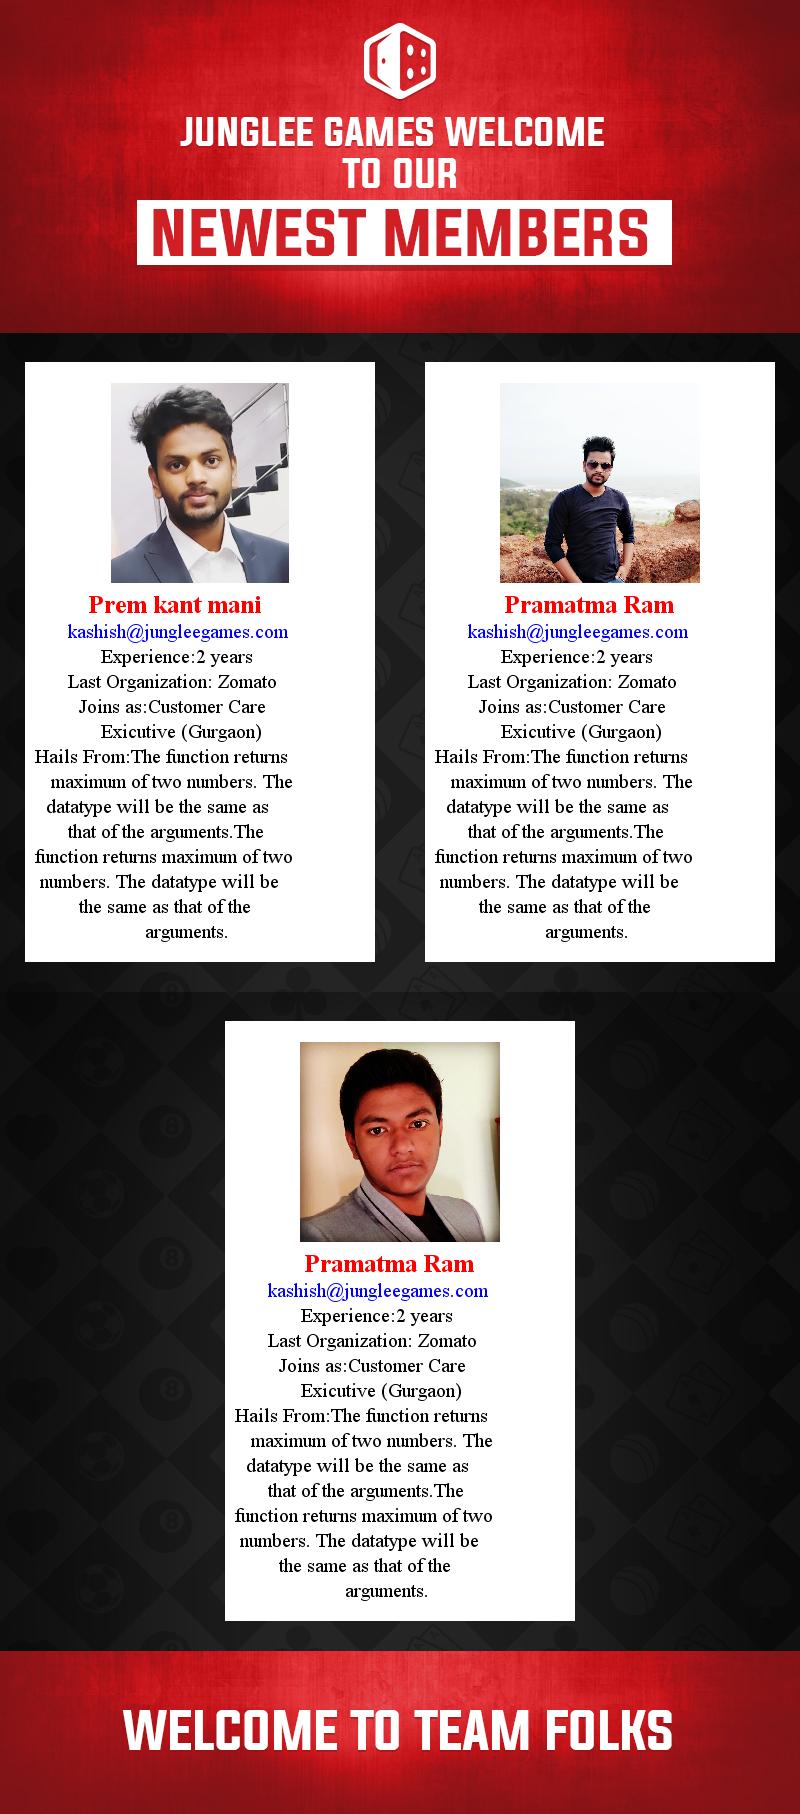 JUNGLEE GAMES WELCOME
TO OUR
NEWEST MEMBERS
Prem kant mani
kashish@jungleegames.com
Experience:2 years
Last Organization: Zomato
Joins as:Customer Care
Exicutive (Gurgaon)
Hails From:The function returns
maximum of two numbers. The
datatype will be the same as
that of the arguments.The
function returns maximum of two
numbers. The datatype will be
the same as that of the
arguments.
Pramatma Ram
kashish@jungleegames.com
Experience:2 years
Last Organization: Zomato
Joins as:Customer Care
Exicutive (Gurgaon)
Hails From:The function returns
maximum of two numbers. The
datatype will be the same as
that of the arguments.The
function returns maximum of two
numbers. The datatype will be
the same as that of the
arguments.
Pramatma Ram
kashish@jungleegames.com
Experience:2 years
Last Organization: Zomato
Joins as:Customer Care
Exicutive (Gurgaon)
Hails From:The function returns
maximum of two numbers. The
datatype will be the same as
that of the arguments.The
function returns maximum of two
numbers. The datatype will be
the same as that of the
arguments.
WELCOME TO TEAM FOLKS